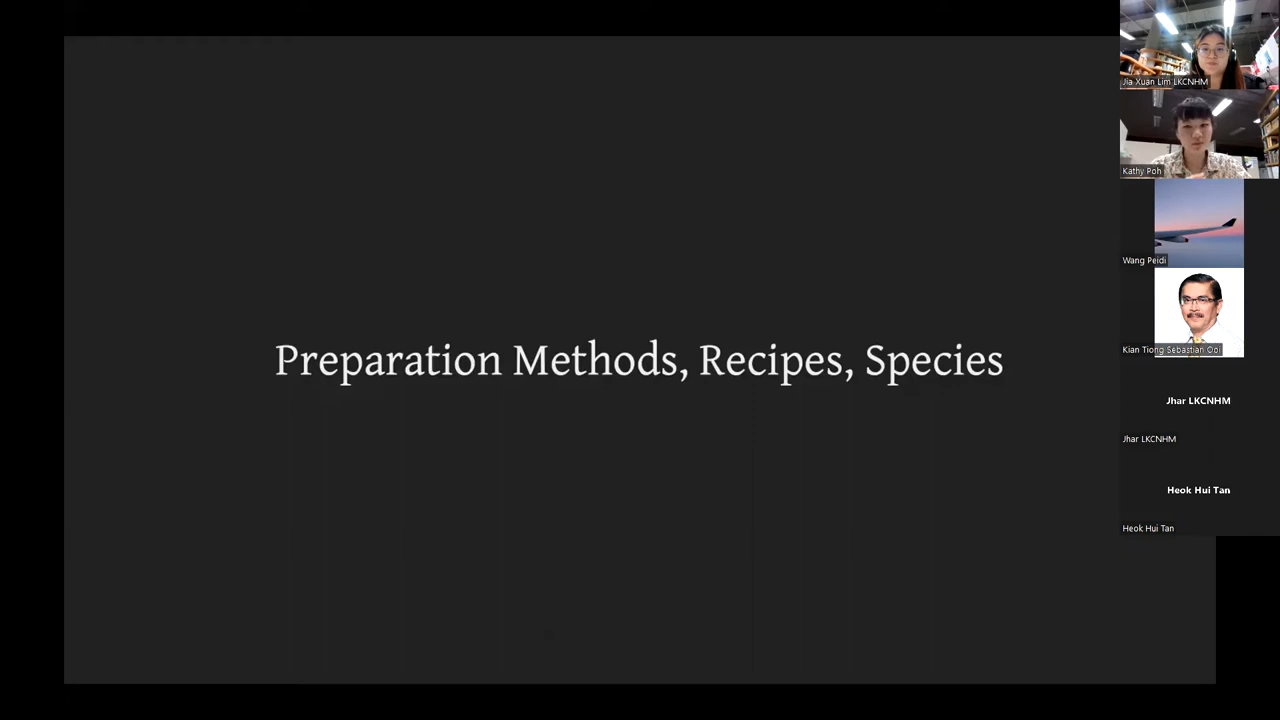 Preparation Methods, Recipes, Species
Jia Xuan Lim LKCNHM
Kathy Poh
Wang Peidi
Kian Tiong Sebastian Ooi
Jhar LKCNHM
Jhar LKCNHM
Heok Hui Tan
Heok Hui Tan